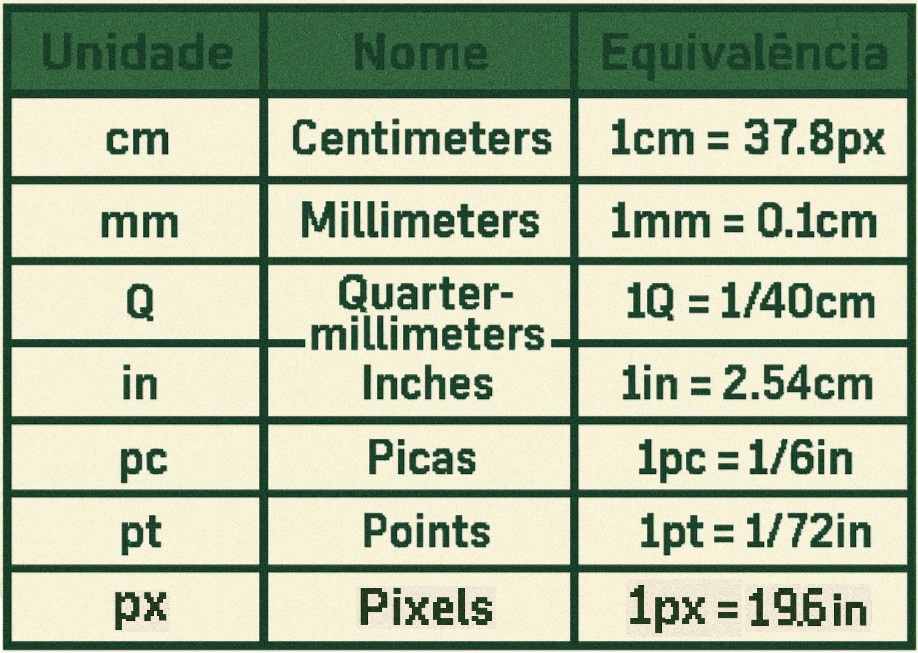 Unidade Nome Equivalência
cm Centimeters 1cm = 37.8px
mm Millimeters 1mm = 0.1cm
Q Quarter-
millimeters 1Q = 1/40cm
in Inches 1in = 2.54cm
pc Picas 1pc = 1/6in
pt Points 1pt = 1/72in
px Pixels 1px = 19.6in